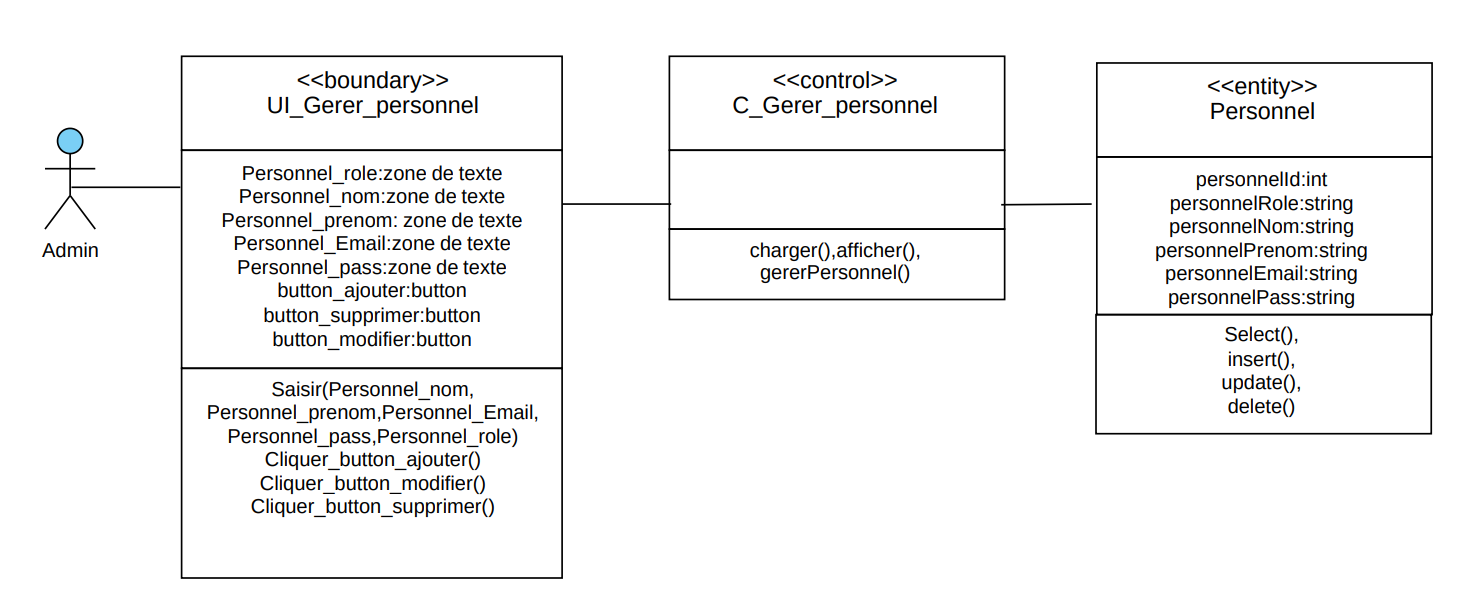 Admin
<<boundary>>
UI_Gerer_personnel
Personnel_role:zone de texte
Personnel_nom:zone de texte
Personnel_prenom: zone de texte
Personnel_Email:zone de texte
Personnel_pass:zone de texte
button_ajouter:button
button_supprimer:button
button_modifier:button
Saisir(Personnel_nom,
Personnel_prenom,Personnel_Email,
Personnel_pass,Personnel_role)
Cliquer_button_ajouter()
Cliquer_button_modifier()
Cliquer_button_supprimer()
<<control>>
C_Gerer_personnel
charger(),afficher(),
gererPersonnel()
<<entity>>
Personnel
personnelId:int
personnelRole:string
personnelNom:string
personnelPrenom:string
personnelEmail:string
personnelPass:string
Select(),
insert(),
update(),
delete()